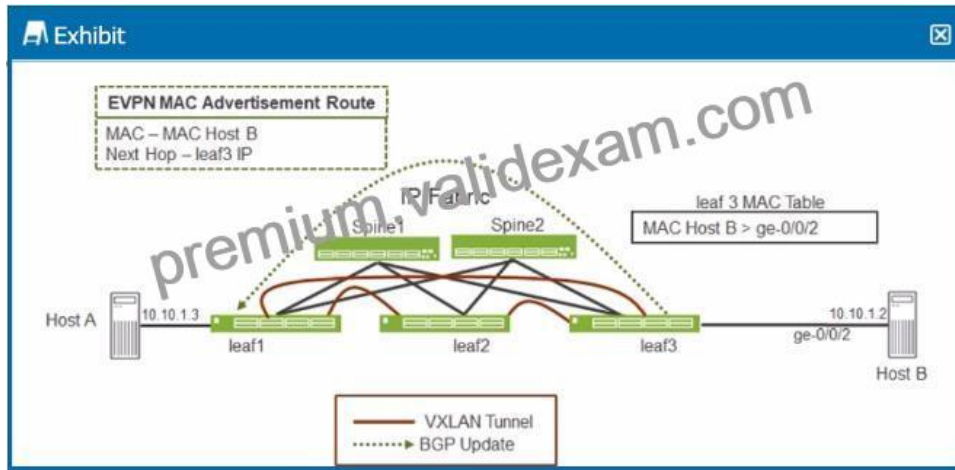 Exhibit
EVPN MAC Advertisement Route
MAC – MAC Host B
Next Hop – leaf3 IP
premium.validexam.com
IP Fabric
leaf 3 MAC Table
MAC Host B > ge-0/0/2
Spine1
Spine2
Host A
10.10.1.3
10.10.1.2
ge-0/0/2
leaf1
leaf2
leaf3
Host B
VXLAN Tunnel
BGP Update